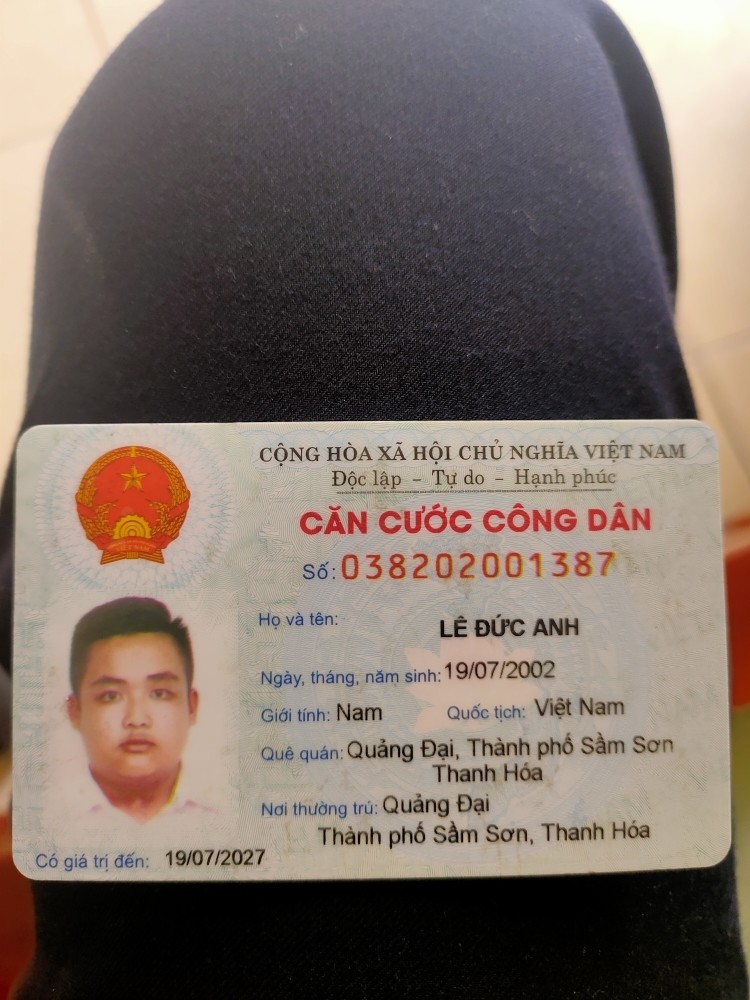 CỘNG HÒA XÃ HỘI CHỦ NGHĨA VIỆT NAM
Độc lập – Tự do – Hạnh phúc
CĂN CƯỚC CÔNG DÂN
Số: 038202001387
Họ và tên: LÊ ĐỨC ANH
Ngày, tháng, năm sinh: 19/07/2002
Giới tính: Nam Quốc tịch: Việt Nam
Quê quán: Quảng Đại, Thành phố Sầm Sơn
Thanh Hóa
Nơi thường trú: Quảng Đại
Thành phố Sầm Sơn, Thanh Hóa
Có giá trị đến: 19/07/2027